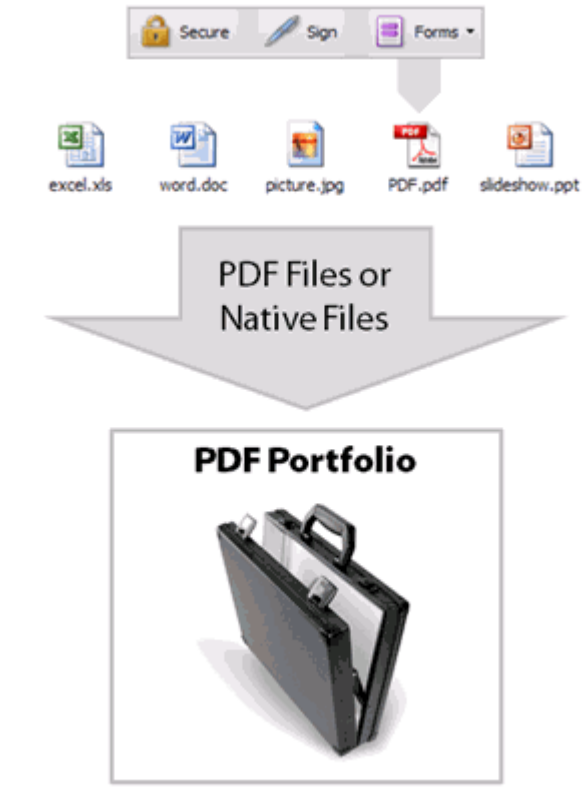 Secure Sign Forms
excel.xls word.doc picture.jpg PDF.pdf slideshow.ppt
PDF Files or
Native Files
PDF Portfolio